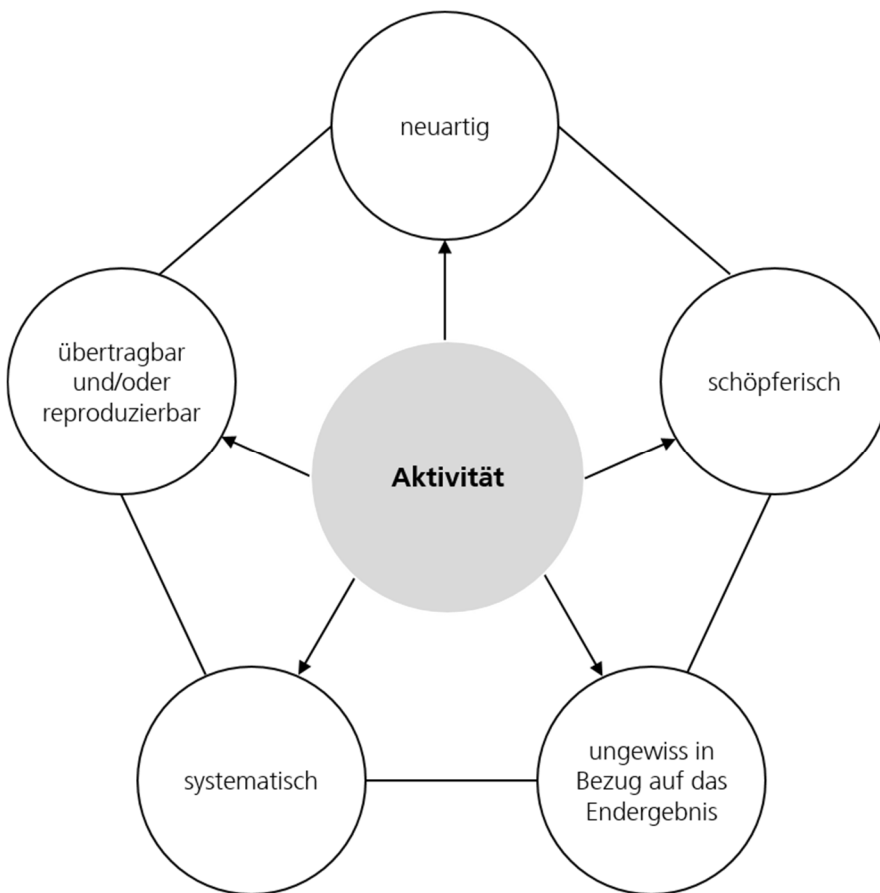 neuartig
übertragbar
und/oder
reproduzierbar
schöpferisch
Aktivität
systematisch
ungewiss in
Bezug auf das
Endergebnis